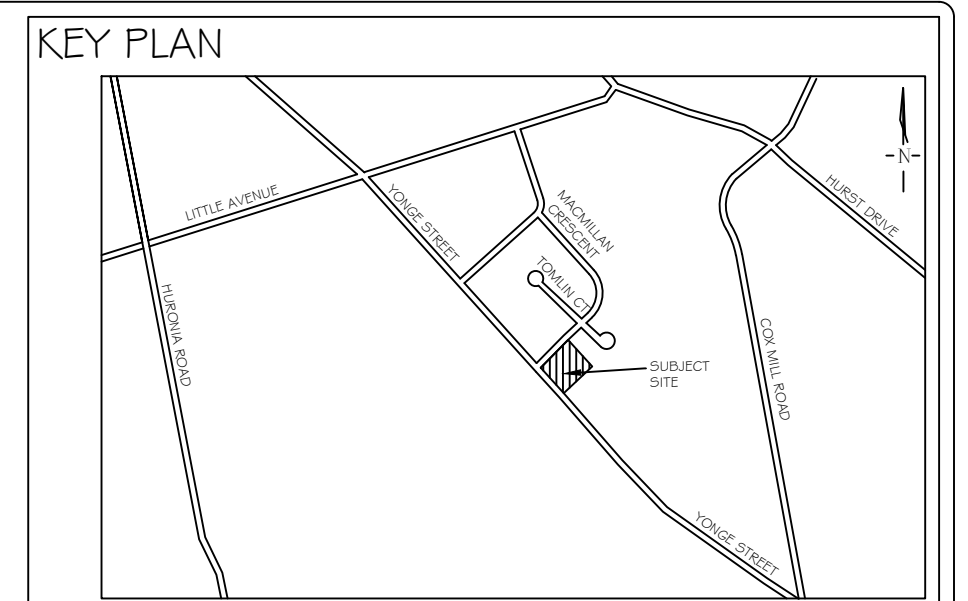 KEY PLAN
N
LITTLE AVENUE
YONGE STREET
MACMILLAN
CRESCENT
HURST DRIVE
TOMLIN CT
HURONIA ROAD
COX MILL ROAD
SUBJECT
SITE
YONGE STREET